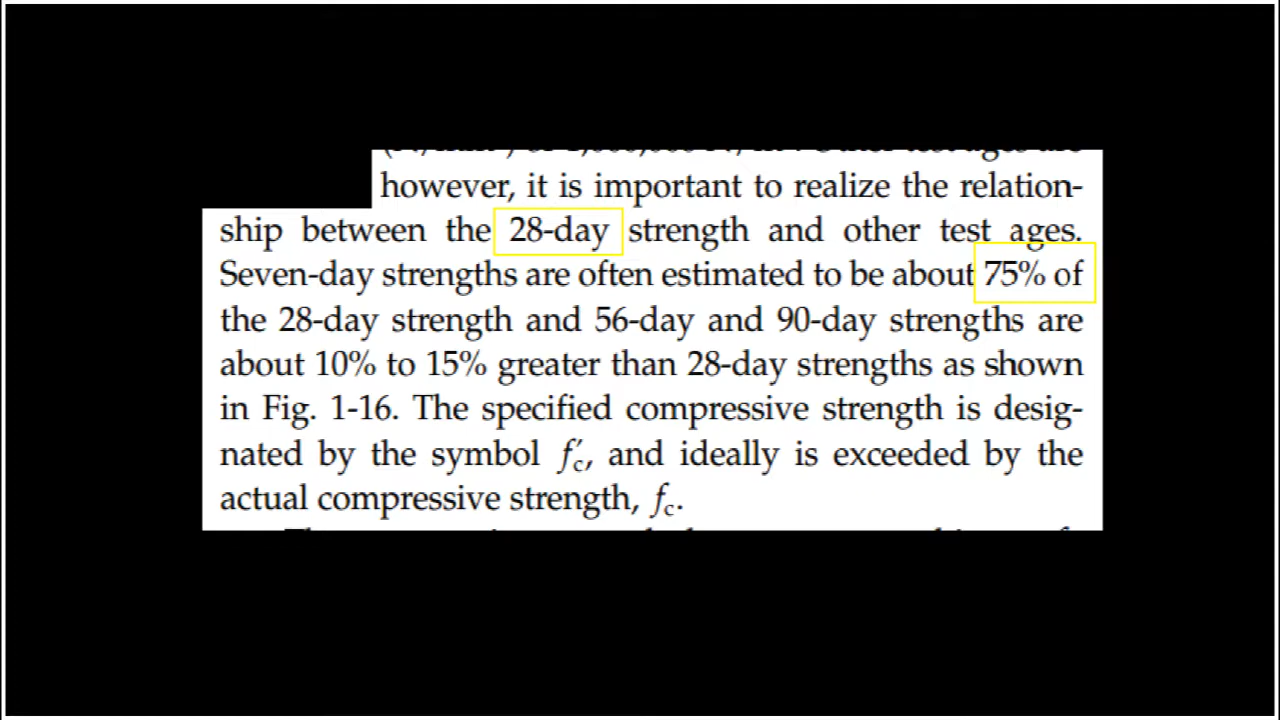 however, it is important to realize the relation-
ship between the 28-day strength and other test ages.
Seven-day strengths are often estimated to be about 75% of
the 28-day strength and 56-day and 90-day strengths are
about 10% to 15% greater than 28-day strengths as shown
in Fig. 1-16. The specified compressive strength is desig-
nated by the symbol f′c, and ideally is exceeded by the
actual compressive strength, fc.